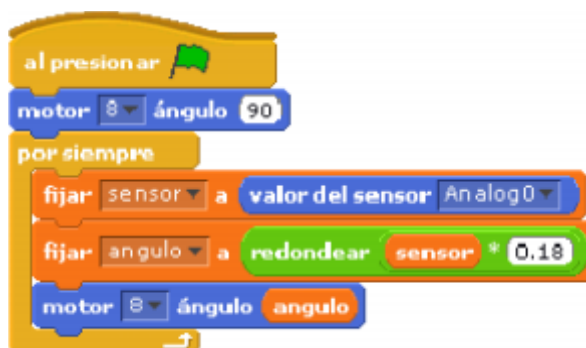 al presionar
motor 8 ángulo 90
por siempre
fijar sensor a valor del sensor Analog0
fijar angulo a redondear sensor * 0.18
motor 8 ángulo angulo